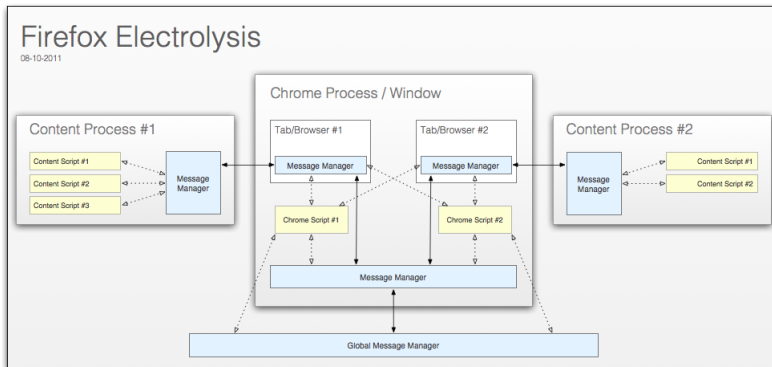 Firefox Electrolysis
08-10-2011
Chrome Process / Window
Content Process #1
Tab/Browser #1
Tab/Browser #2
Content Process #2
Content Script #1
Content Script #2
Content Script #3
Message
Manager
Message Manager
Message Manager
Message
Manager
Content Script #1
Content Script #2
Chrome Script #1
Chrome Script #2
Message Manager
Global Message Manager